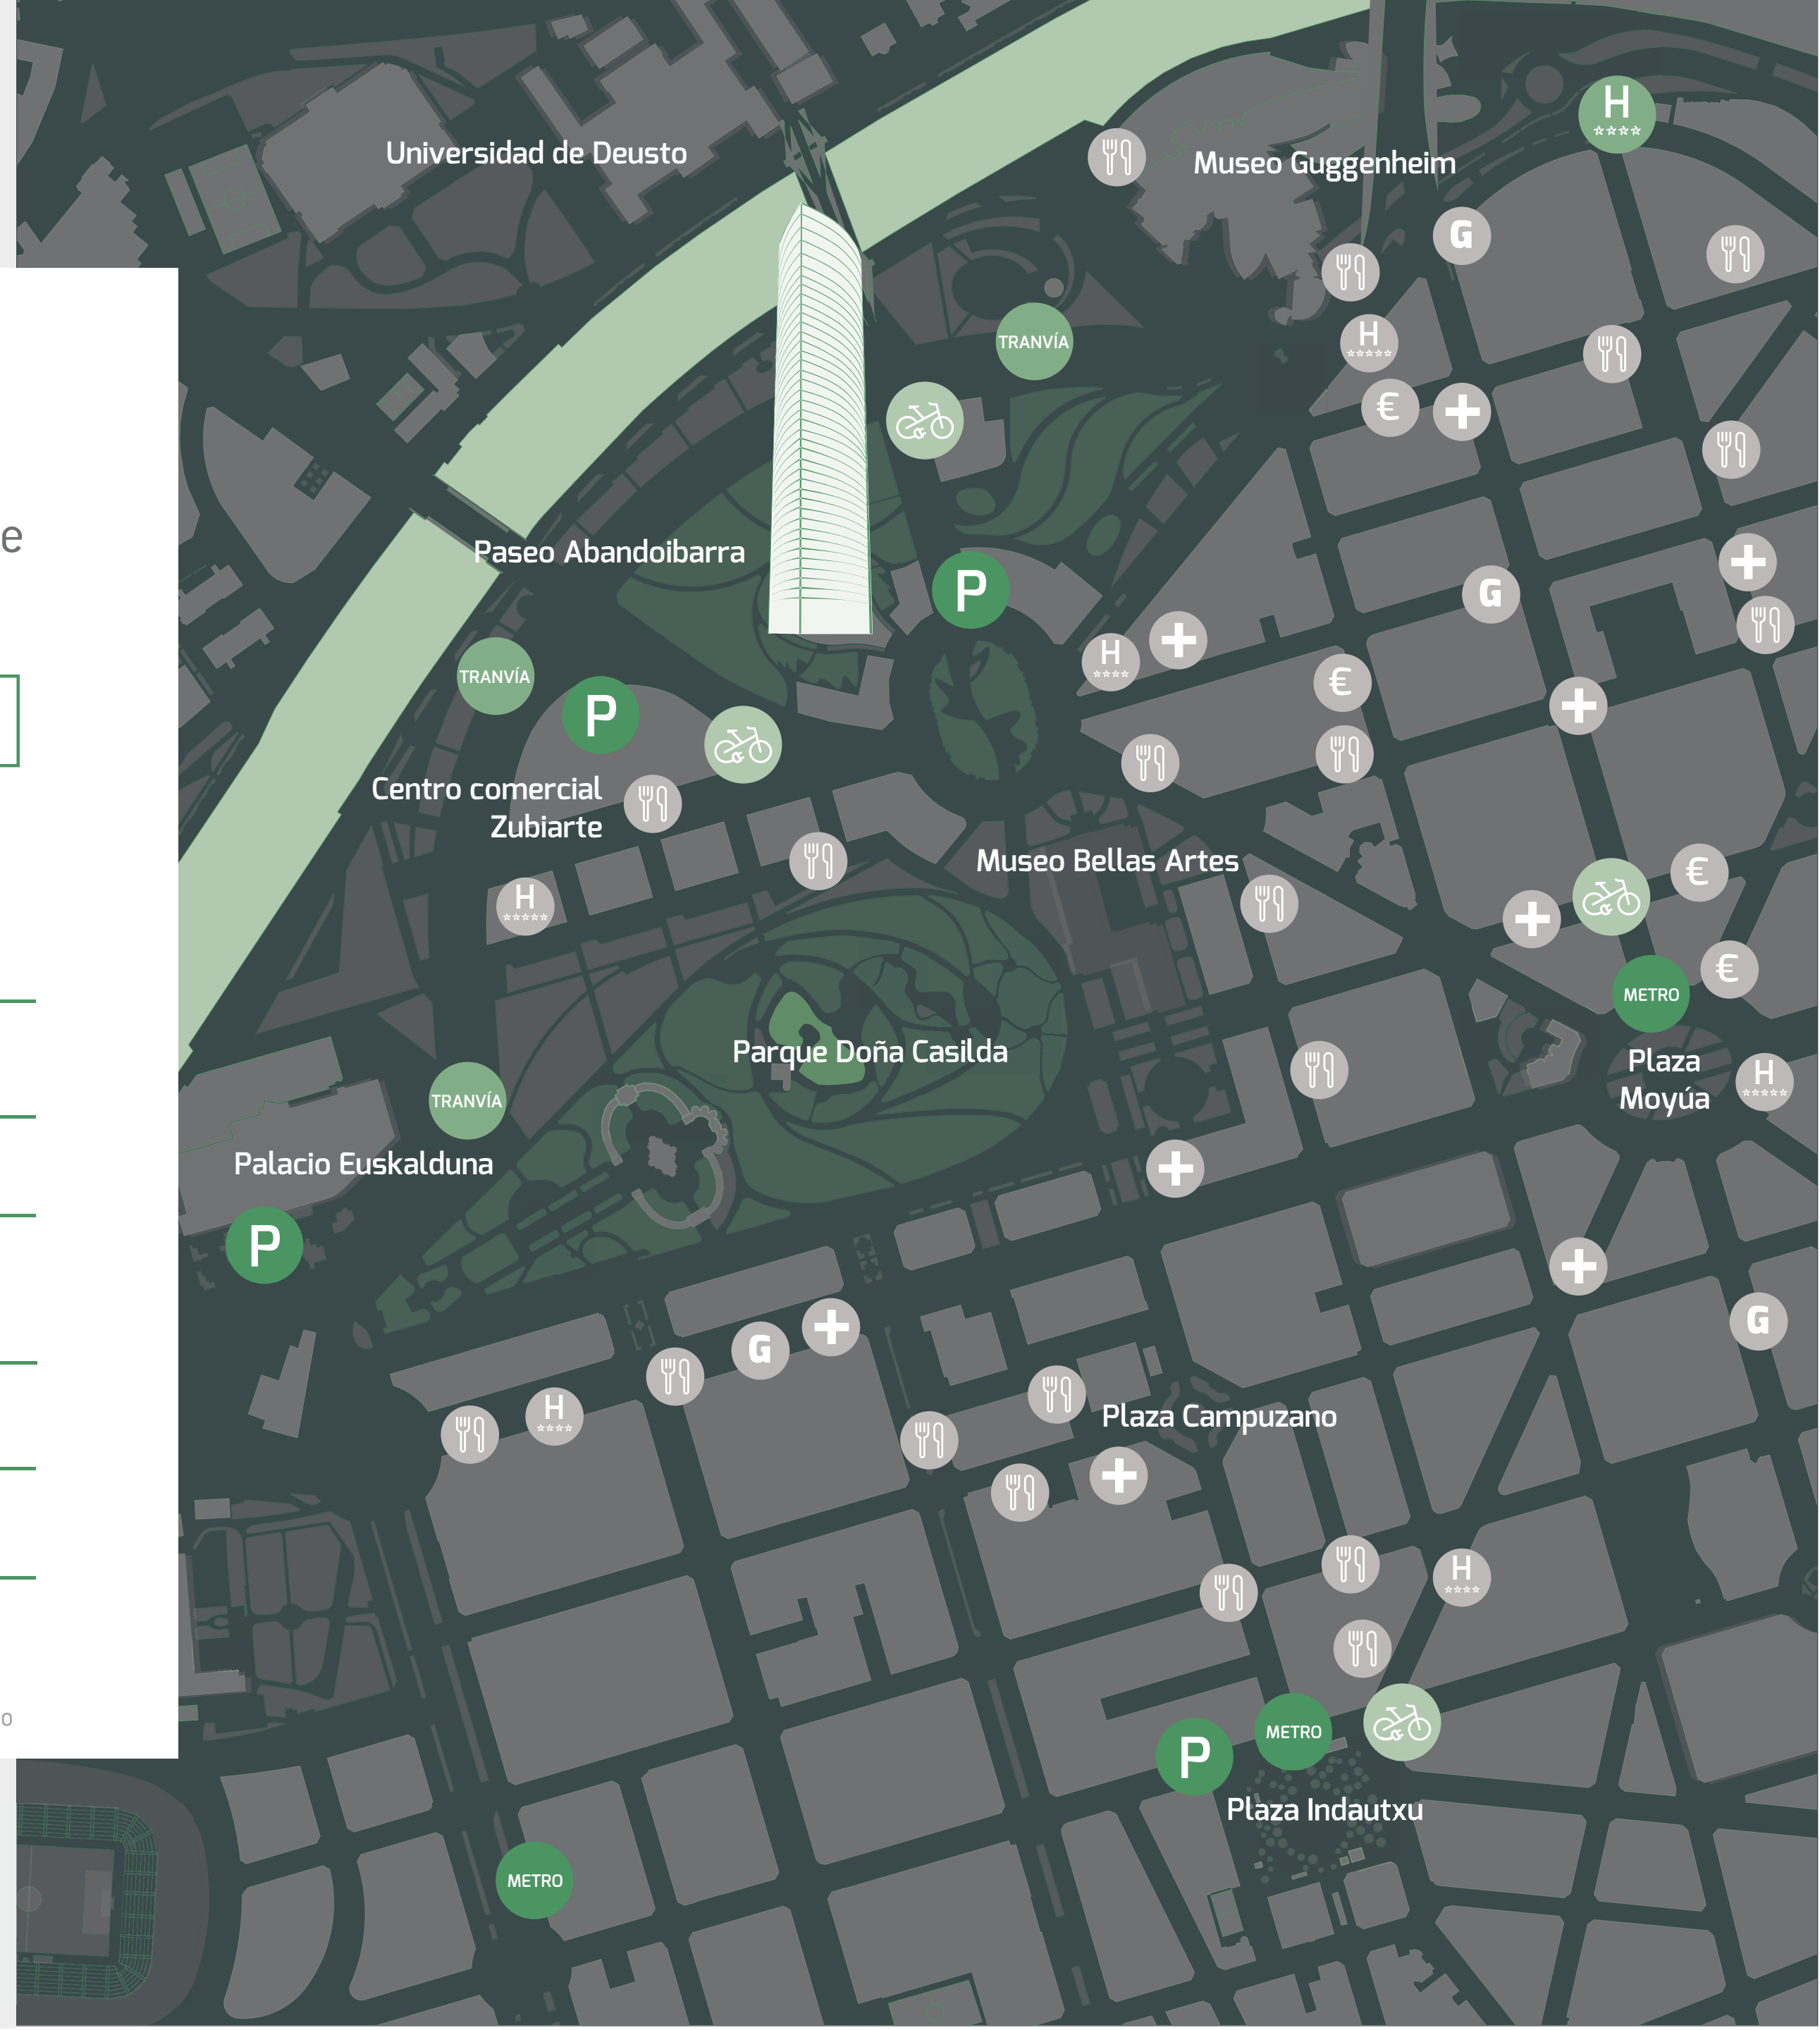 H
☆☆☆☆
Universidad de Deusto
Museo Guggenheim
G
H
☆☆☆☆☆
TRANVÍA
€
e
Paseo Abandoibarra
P
G
H
☆☆☆☆
TRANVÍA
€
P
Centro comercial
Zubiarte
Museo Bellas Artes
€
H
☆☆☆☆☆
€
METRO
Parque Doña Casilda
Plaza
Moyúa
H
☆☆☆☆☆
TRANVÍA
Palacio Euskalduna
P
G
G
H
☆☆☆☆
Plaza Campuzano
H
☆☆☆☆
o
METRO
P
Plaza Indautxu
METRO